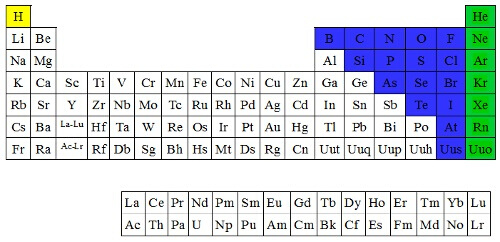 H He
Li Be B C N O F Ne
Na Mg Al Si P S Cl Ar
K Ca Sc Ti V Cr Mn Fe Co Ni Cu Zn Ga Ge As Se Br Kr
Rb Sr Y Zr Nb Mo Tc Ru Rh Pd Ag Cd In Sn Sb Te I Xe
Cs Ba La-Lu Hf Ta W Re Os Ir Pt Au Hg Tl Pb Bi Po At Rn
Fr Ra Ac-Lr Rf Db Sg Bh Hs Mt Ds Rg Cn Uut Uuq Uup Uuh Uus Uuo
La Ce Pr Nd Pm Sm Eu Gd Tb Dy Ho Er Tm Yb Lu
Ac Th Pa U Np Pu Am Cm Bk Cf Es Fm Md No Lr